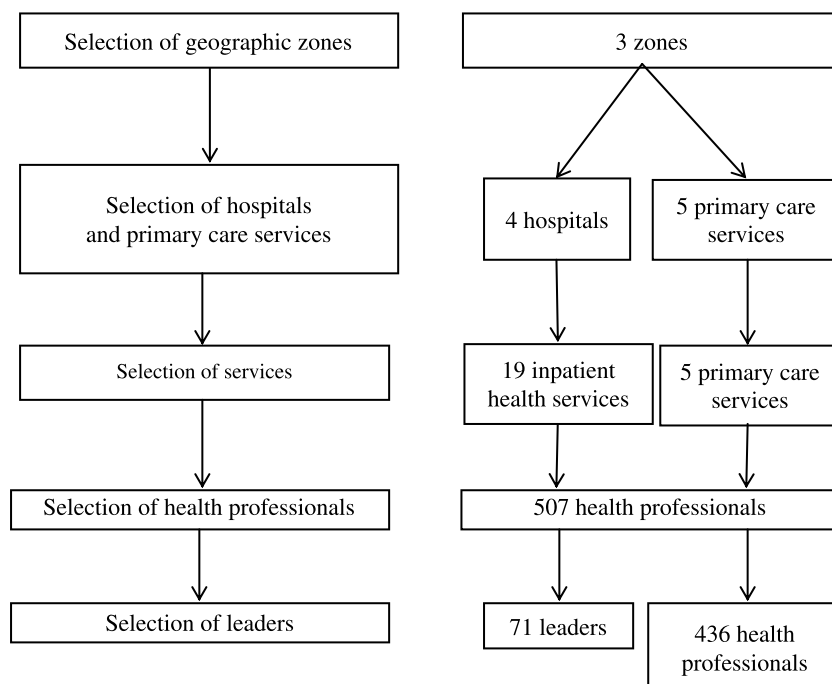 Selection of geographic zones
3 zones
Selection of hospitals
and primary care services
4 hospitals
5 primary care
services
Selection of services
19 inpatient
health services
5 primary care
services
Selection of health professionals
507 health professionals
Selection of leaders
71 leaders
436 health
professionals